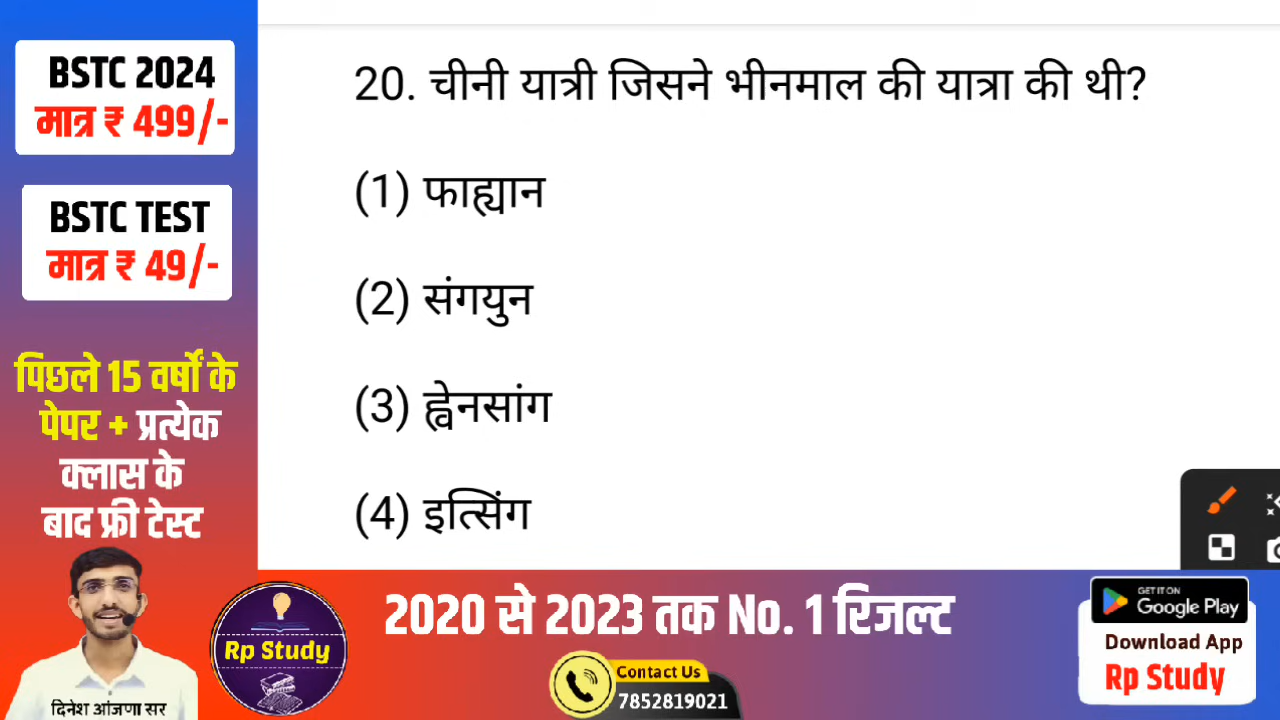 BSTC 2024
मात्र ₹ 499/-
BSTC TEST
मात्र ₹ 49/-
पिछले 15 वर्षों के
पेपर + प्रत्येक
क्लास के
बाद फ्री टेस्ट
दिनेश आंजणा सर
20. चीनी यात्री जिसने भीनमाल की यात्रा की थी?
(1) फाह्यान
(2) संगयुन
(3) ह्वेनसांग
(4) इत्सिंग
Rp Study
2020 से 2023 तक No. 1 रिजल्ट
Contact Us
7852819021
GET IT ON
Google Play
Download App
Rp Study